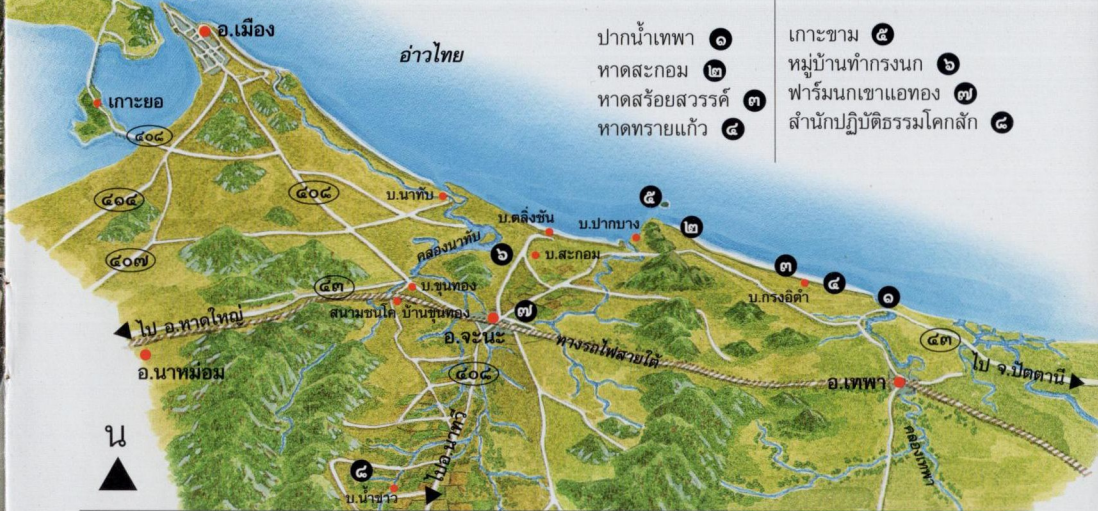 อ.เมือง
อ่าวไทย
ปากน้ำเทพา ๑
หาดสะกอม ๒
หาดสร้อยสวรรค์ ๓
หาดทรายแก้ว ๔
เกาะขาม ๕
หมู่บ้านทำกรงนก ๖
ฟาร์มนกเขาแอทอง ๗
สำนักปฏิบัติธรรมโคกสัก ๘
เกาะยอ
๔๐๘
๔๑๔
๔๐๘
๔๐๗
บ.นาทับ
บ.ตลิ่งชัน
บ.ปากบาง
๕
๒
คลองนาทับ
๖
บ.สะกอม
๓
๔
๑
บ.กรงอิตำ
๔๓
บ.ขุนทอง
สนามชนโค บ้านขุนทอง
๗
ไป อ.หาดใหญ่
อ.จะนะ
ทางรถไฟสายใต้
๔๓
อ.นาหม่อม
๔๐๘
อ.เทพา
ไป จ.ปัตตานี
น
คลองเทพา
ไป อ.นาทวี
๘
บ.น้ำขาว